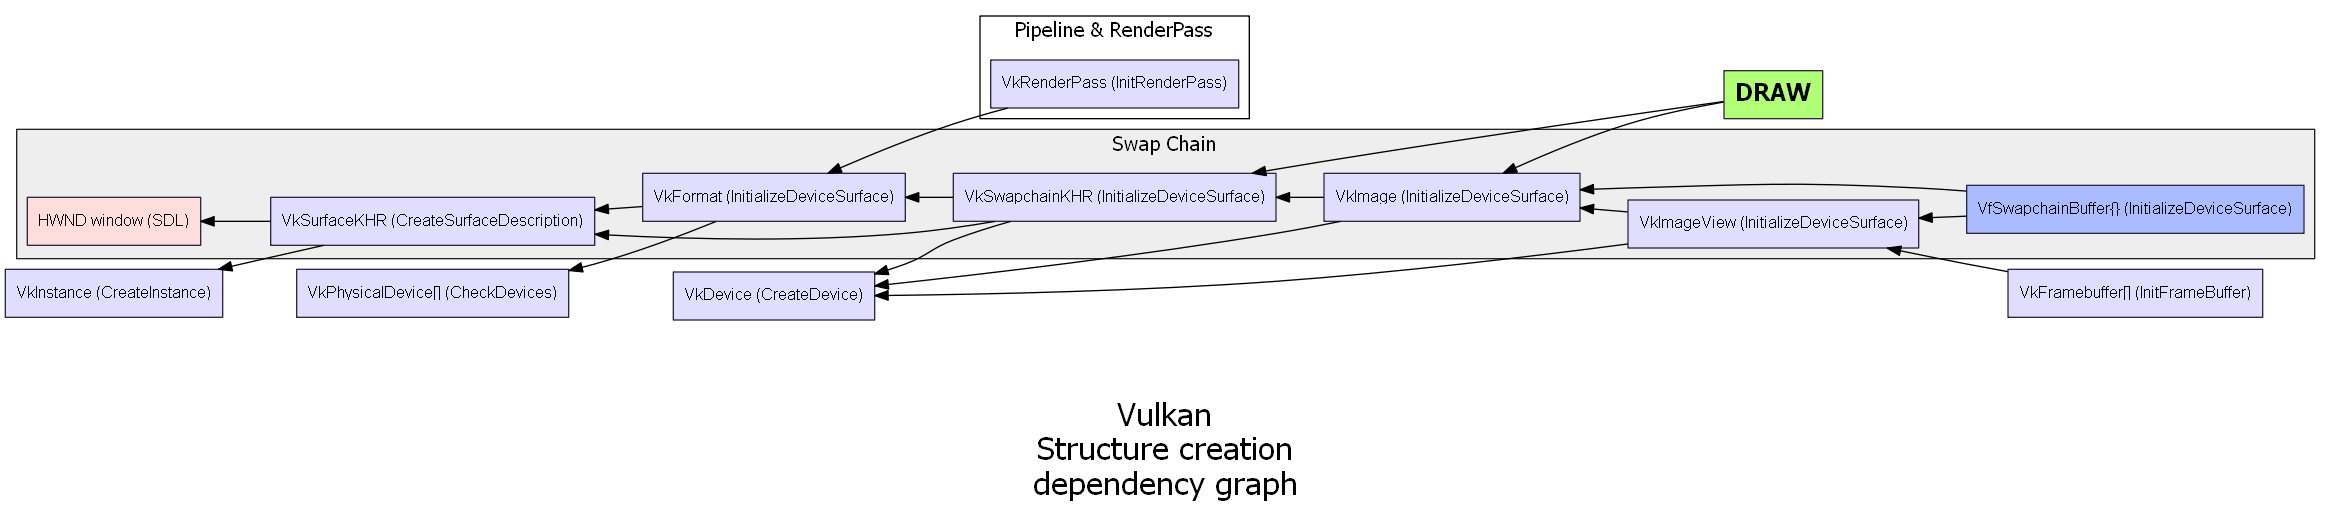 Pipeline & RenderPass
VkRenderPass (InitRenderPass)
DRAW
Swap Chain
HWND window (SDL)
VkSurfaceKHR (CreateSurfaceDescription)
VkFormat (InitializeDeviceSurface)
VkSwapchainKHR (InitializeDeviceSurface)
VkImage (InitializeDeviceSurface)
VkImageView (InitializeDeviceSurface)
VfSwapchainBuffer{} (InitializeDeviceSurface)
VkInstance (CreateInstance)
VkPhysicalDevice[] (CheckDevices)
VkDevice (CreateDevice)
VkFramebuffer[] (InitFrameBuffer)
Vulkan
Structure creation
dependency graph